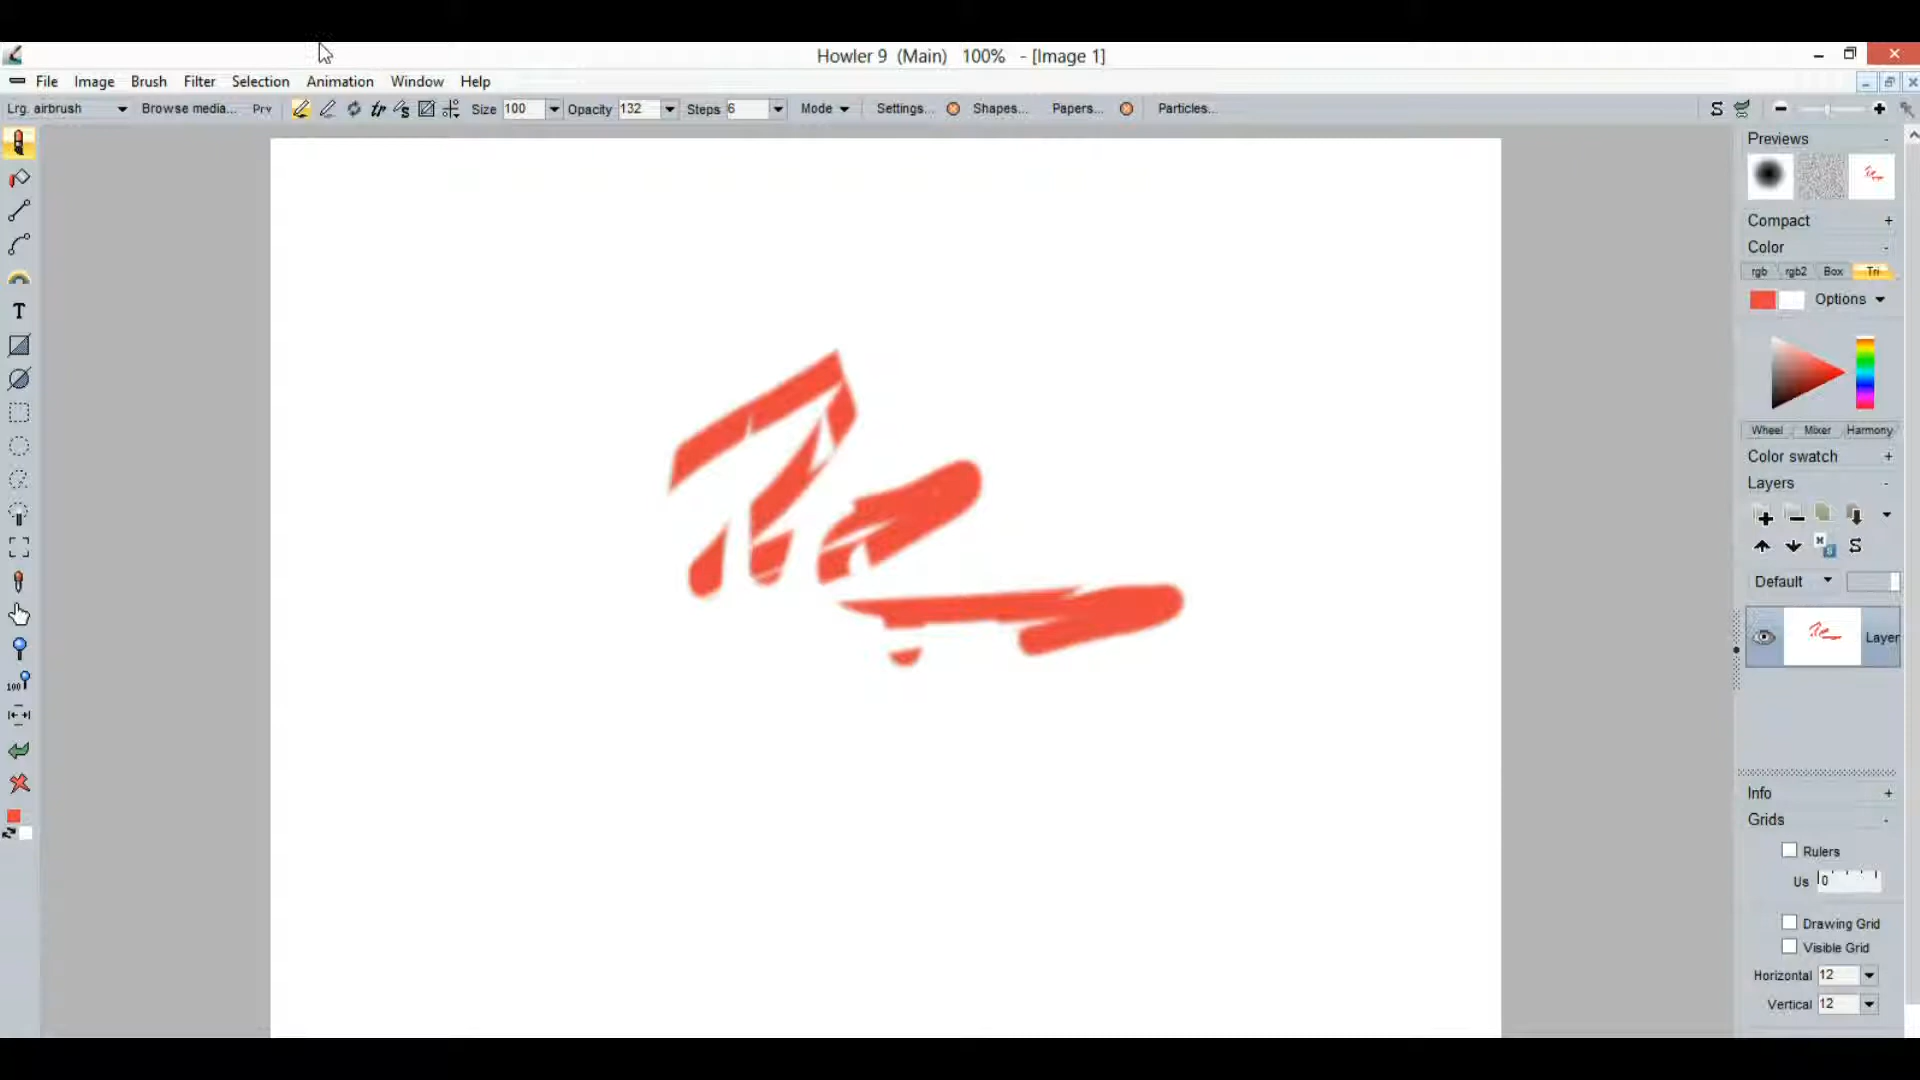 Howler 9 (Main) 100% - [Image 1]
File Image Brush Filter Selection Animation Window Help
Lrg. airbrush Browse media... Prv Size 100 Opacity 132 Steps 6 Mode Settings... Shapes... Papers... Particles...
Previews -
Compact +
Color -
rgb rgb2 Box Tri
Options
Wheel Mixer Harmony
Color swatch +
Layers -
Default
Layer
Info +
Grids -
Rulers
Us 0
Drawing Grid
Visible Grid
Horizontal 12
Vertical 12
T
100